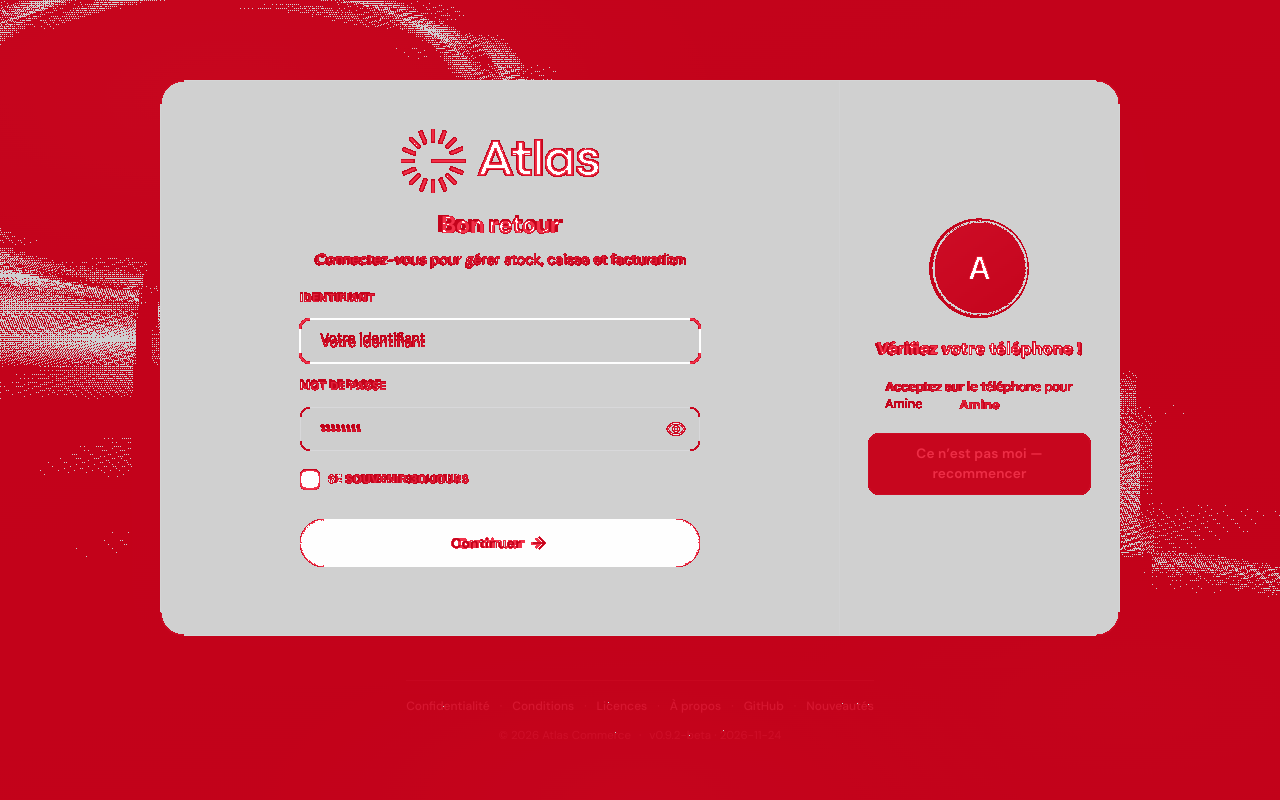 Atlas
Bon retour
Connectez-vous pour gérer stock, caisse et facturation
IDENTIFIANT
Votre identifiant
MOT DE PASSE
Continuer →
A
Vérifiez votre téléphone !
Acceptez sur le téléphone pour
Amine Amine
Ce n'est pas moi —
recommencer
Confidentialité Conditions Licences À propos GitHub Nouveautés
© 2026 Atlas Commerce